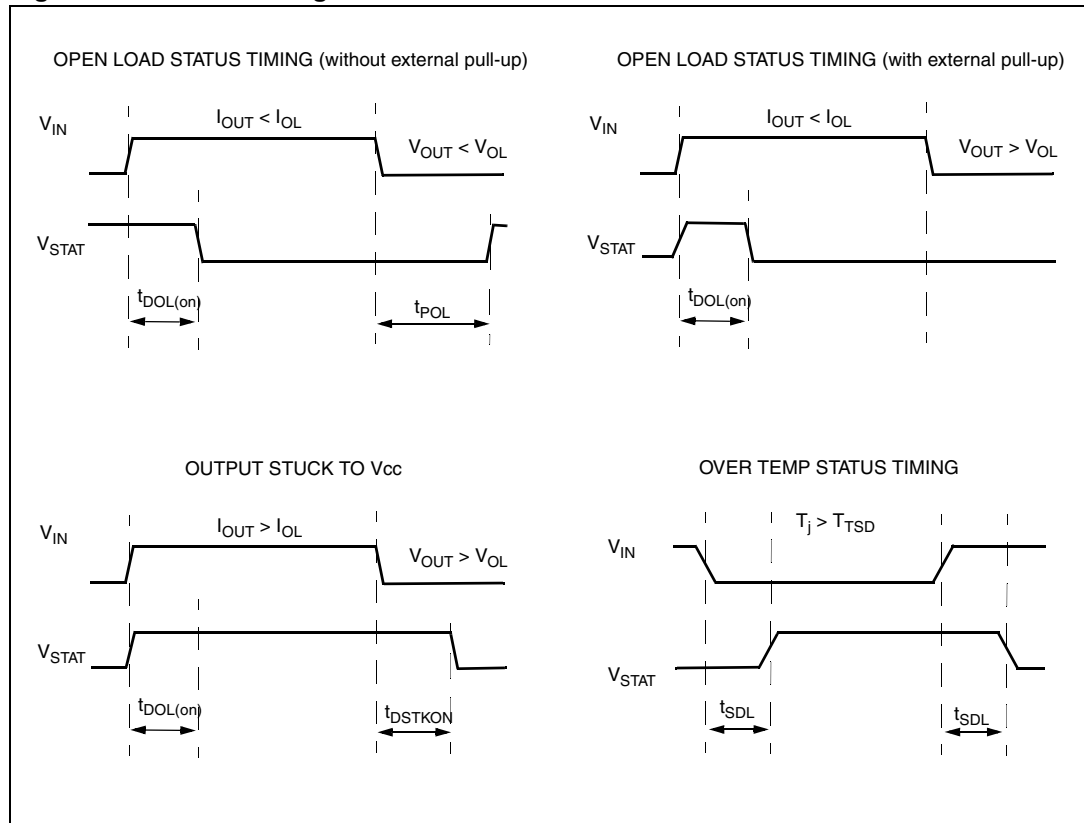 OPEN LOAD STATUS TIMING (without external pull-up)
V_IN
I_OUT < I_OL
V_OUT < V_OL
V_STAT
t_DOL(on)
t_POL
OPEN LOAD STATUS TIMING (with external pull-up)
V_IN
I_OUT < I_OL
V_OUT > V_OL
V_STAT
t_DOL(on)
OUTPUT STUCK TO Vcc
V_IN
I_OUT > I_OL
V_OUT > V_OL
V_STAT
t_DOL(on)
t_DSTKON
OVER TEMP STATUS TIMING
V_IN
T_j > T_TSD
V_STAT
t_SDL
t_SDL